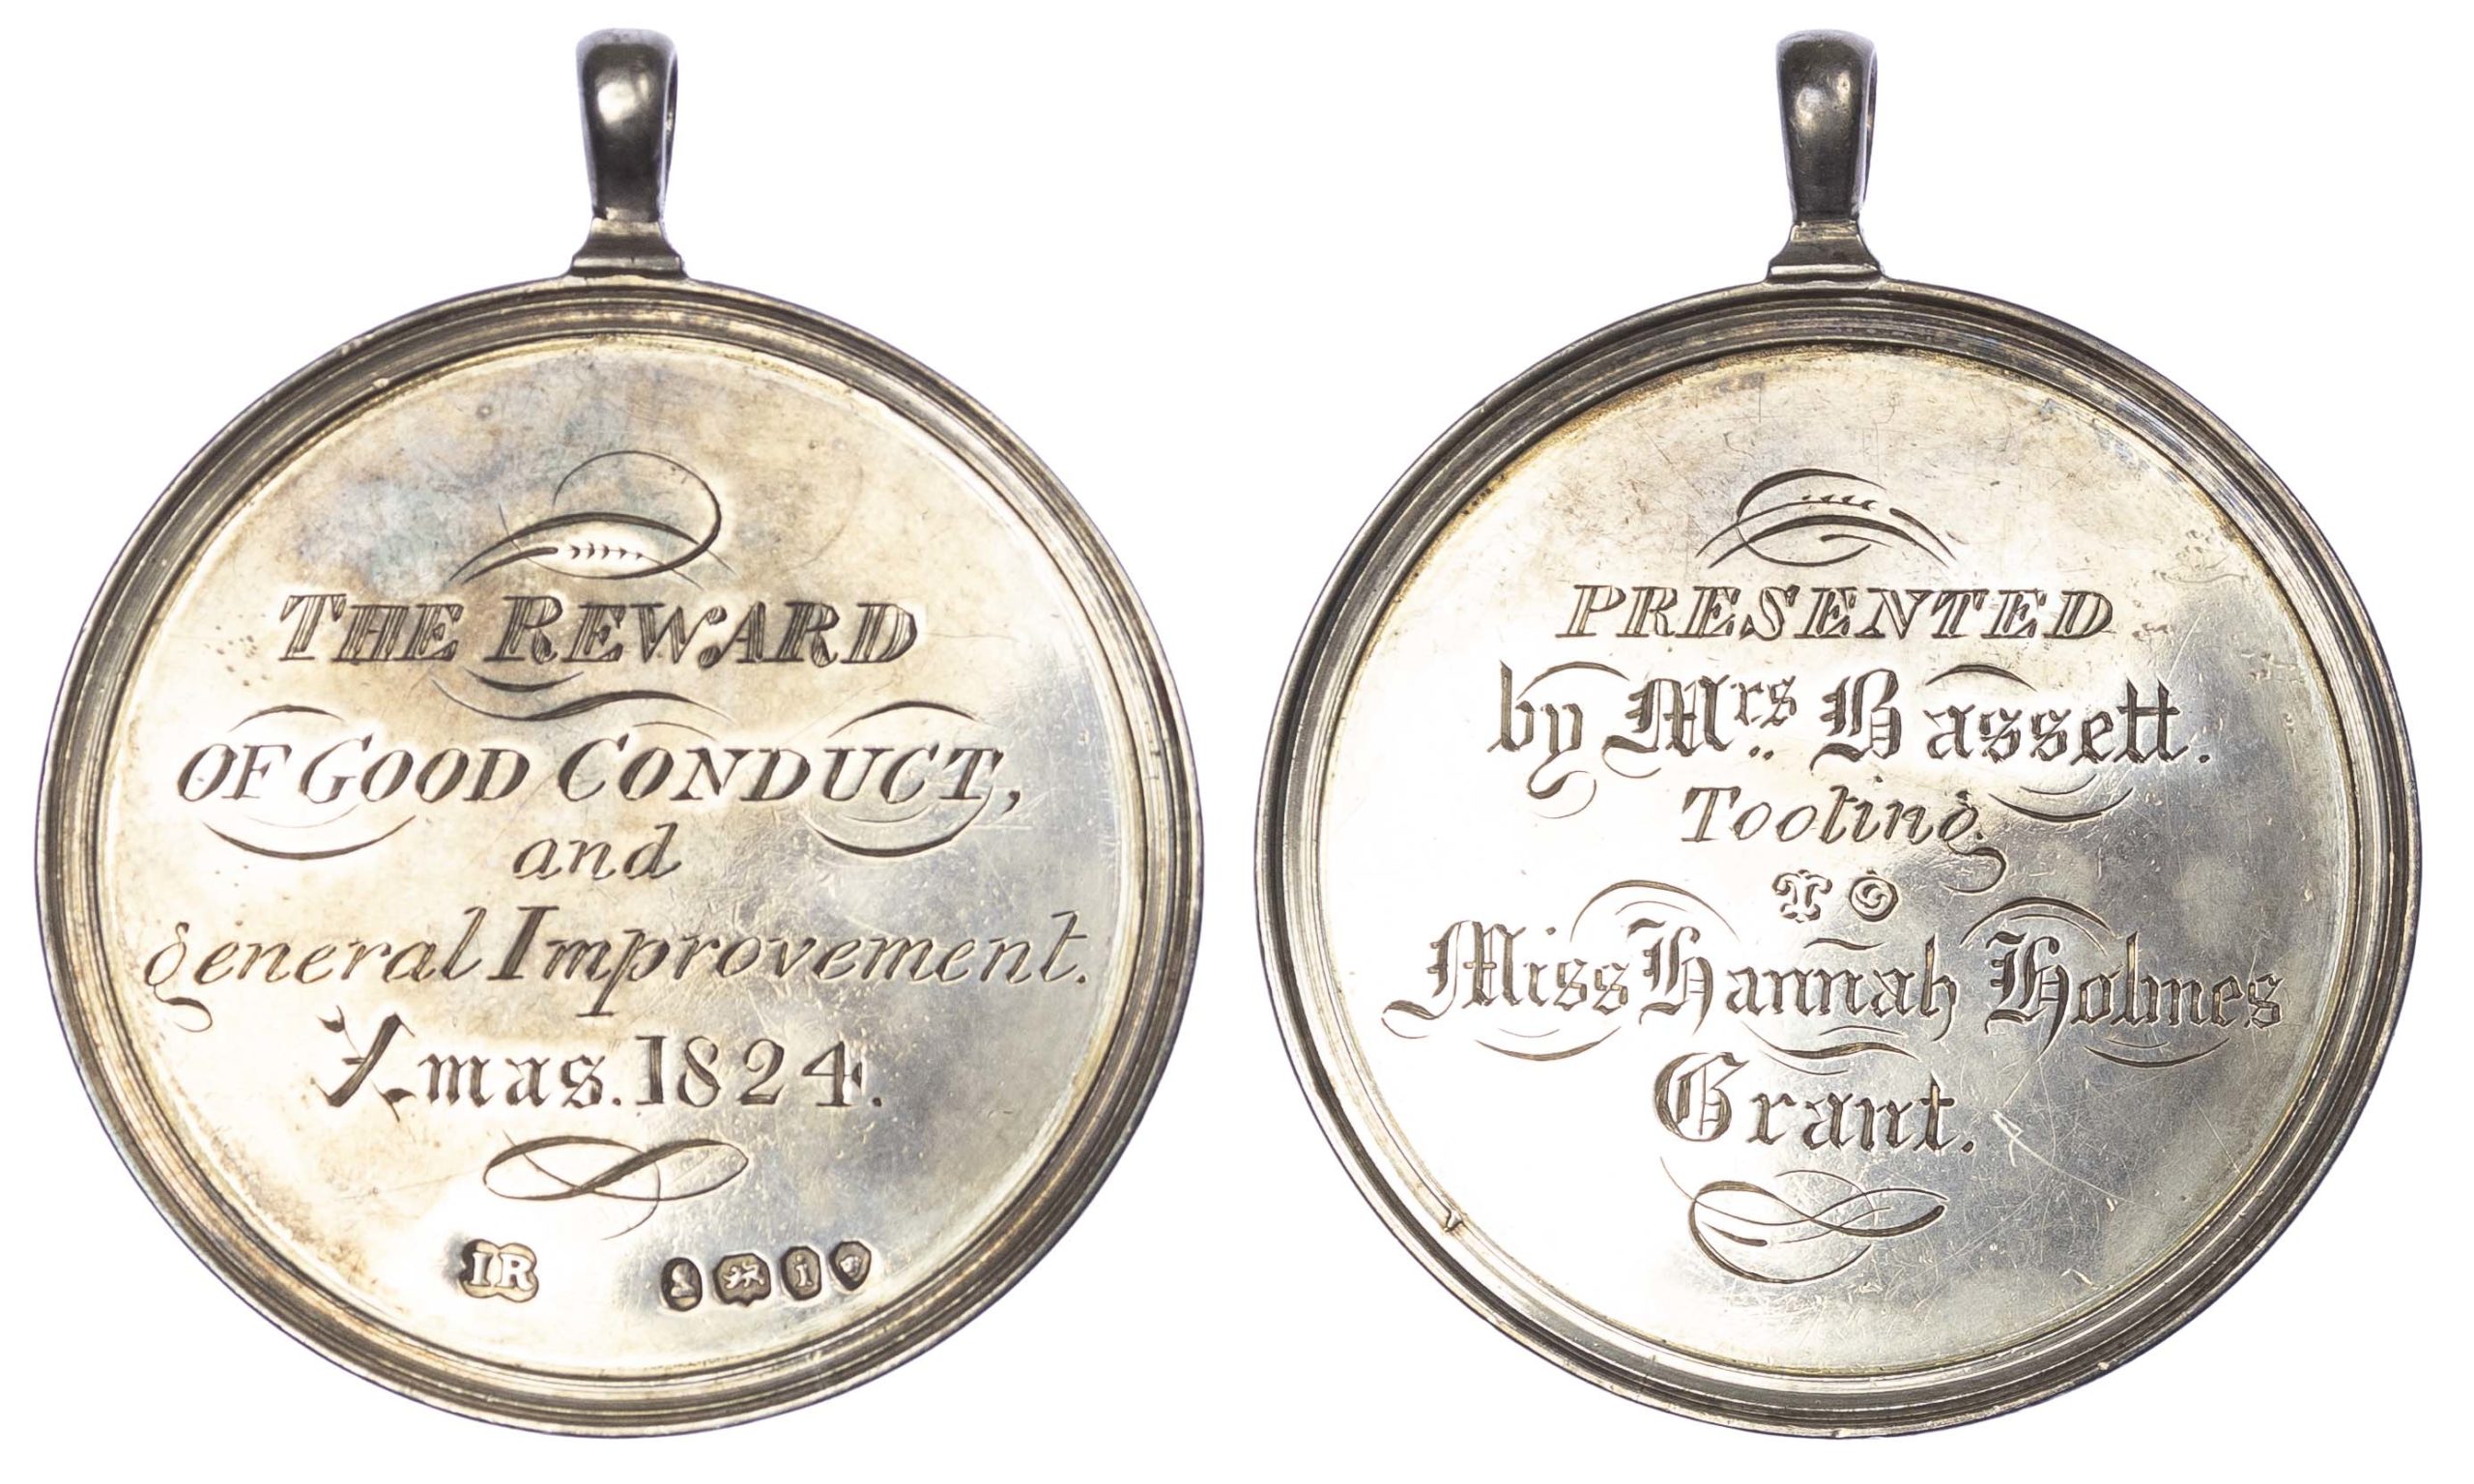 THE REWARD
OF GOOD CONDUCT,
and
general Improvement.
Xmas. 1824.
IR
i
PRESENTED
by Mrs. Bassett.
Tooting
TO
Miss Hannah Holmes
Grant.